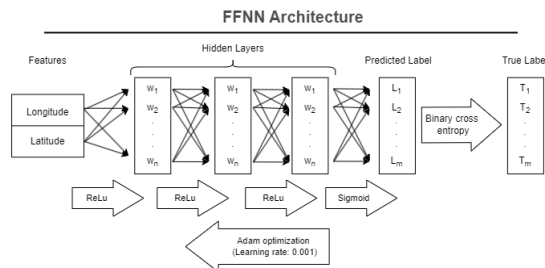 FFNN Architecture
Features
Hidden Layers
Predicted Label
True Labe
Longitude
Latitude
w1
w2
.
.
wn
w1
w2
.
.
wn
w1
w2
.
.
wn
L1
L2
.
.
Lm
Binary cross
entropy
T1
T2
.
.
Tm
ReLu
ReLu
ReLu
Sigmoid
Adam optimization
(Learning rate: 0.001)